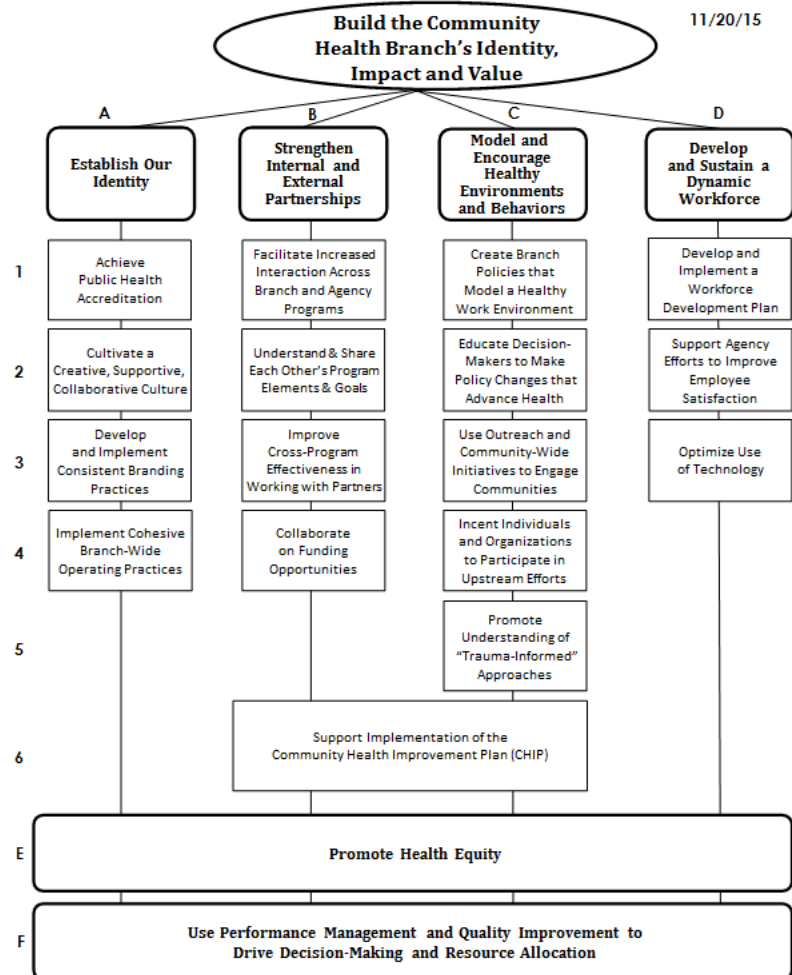 Build the Community
Health Branch's Identity,
Impact and Value
11/20/15
A
B
C
D
Establish Our
Identity
Strengthen
Internal and
External
Partnerships
Model and
Encourage
Healthy
Environments
and Behaviors
Develop
and Sustain a
Dynamic
Workforce
1
Achieve
Public Health
Accreditation
Facilitate Increased
Interaction Across
Branch and Agency
Programs
Create Branch
Policies that
Model a Healthy
Work Environment
Develop and
Implement a
Workforce
Development Plan
2
Cultivate a
Creative, Supportive,
Collaborative Culture
Understand & Share
Each Other's Program
Elements & Goals
Educate Decision-
Makers to Make
Policy Changes that
Advance Health
Support Agency
Efforts to Improve
Employee
Satisfaction
3
Develop
and Implement
Consistent Branding
Practices
Improve
Cross-Program
Effectiveness in
Working with Partners
Use Outreach and
Community-Wide
Initiatives to Engage
Communities
Optimize Use
of Technology
4
Implement Cohesive
Branch-Wide
Operating Practices
Collaborate
on Funding
Opportunities
Incent Individuals
and Organizations
to Participate in
Upstream Efforts
5
Promote
Understanding of
"Trauma-Informed"
Approaches
6
Support Implementation of the
Community Health Improvement Plan (CHIP)
E
Promote Health Equity
F
Use Performance Management and Quality Improvement to
Drive Decision-Making and Resource Allocation